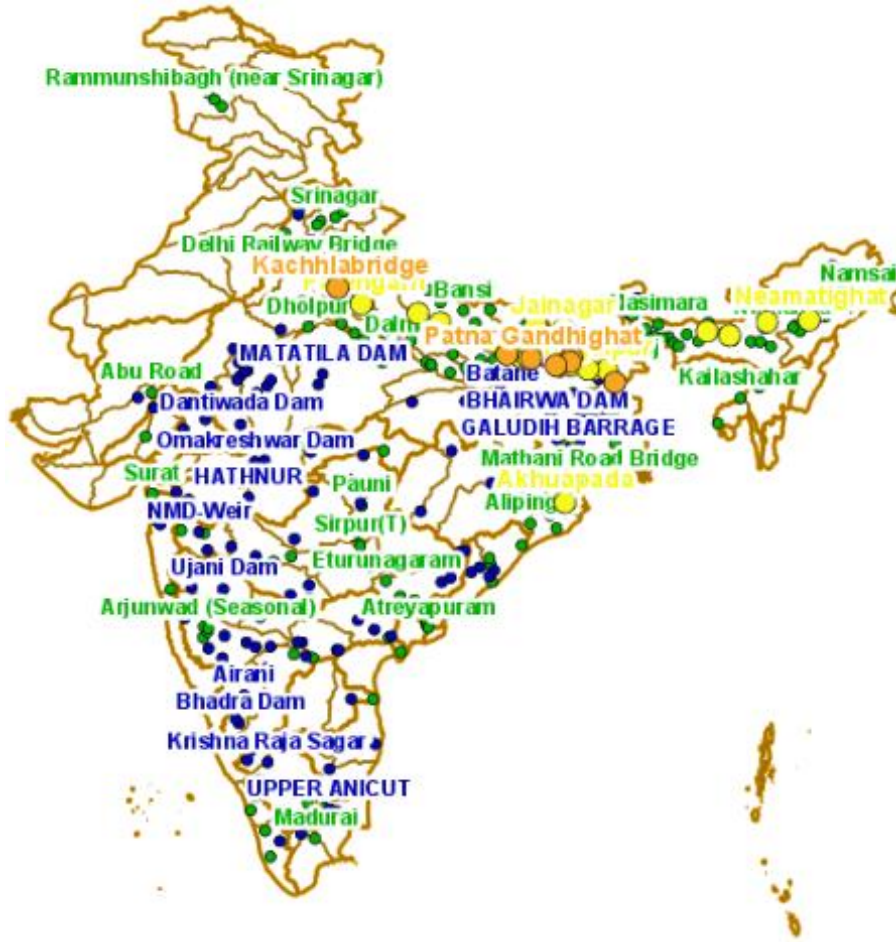 Rammunshibagh (near Srinagar)
Srinagar
Delhi Railway Bridge
Kachhlabridge
Bansi
Dholpur
Jainagar
Hasimara
Namsai
Neamatighat
Patna Gandhighat
MATATILA DAM
Abu Road
Batane
Kailashahar
Dantiwada Dam
BHAIRWA DAM
Omakreshwar Dam
GALUDIH BARRAGE
Mathani Road Bridge
Surat
HATHNUR
Pauni
Akhuapada
NMD-Weir
Sirpur(T)
Aliping
Ujani Dam
Eturunagaram
Arjunwad (Seasonal)
Atreyapuram
Airani
Bhadra Dam
Krishna Raja Sagar
UPPER ANICUT
Madurai